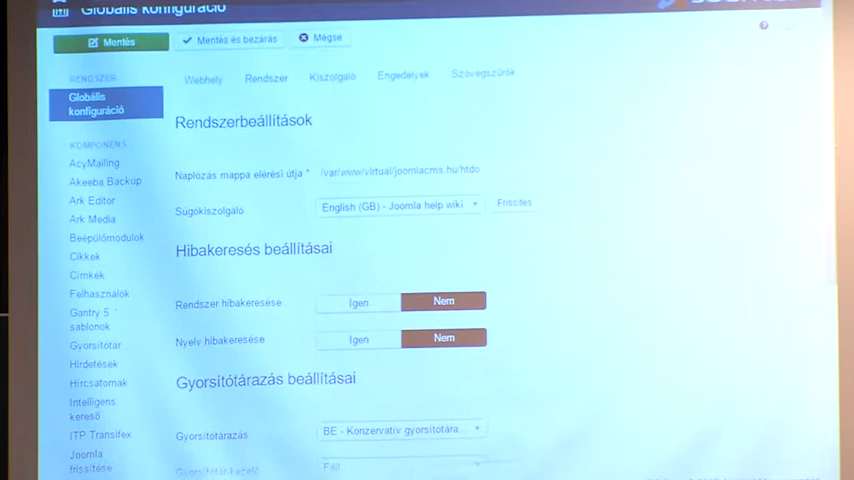 Globális konfiguráció
Mentés
Mentés és bezárás
Mégse
RENDSZER
Globális
konfiguráció
KOMPONENS
AcyMailing
Akeeba Backup
Ark Editor
Ark Media
Beépülőmodulok
Cikkek
Címkék
Felhasználók
Gantry 5
sablonok
Gyorsítótár
Hirdetések
Hírcsatornák
Intelligens
kereső
ITP Transifex
Joomla
frissítése
Webhely Rendszer Kiszolgáló Engedélyek Szövegszűrők
Rendszerbeállítások
Naplózás mappa elérési útja * /var/www/virtual/joomlacms.hu/htdo
Súgókiszolgáló English (GB) - Joomla help wiki Frissítés
Hibakeresés beállításai
Rendszer hibakeresése Igen Nem
Nyelv hibakeresése Igen Nem
Gyorsítótárazás beállításai
Gyorsítótárazás BE - Konzervatív gyorsítótára...
Gyorsítótár-kezelő Fájl